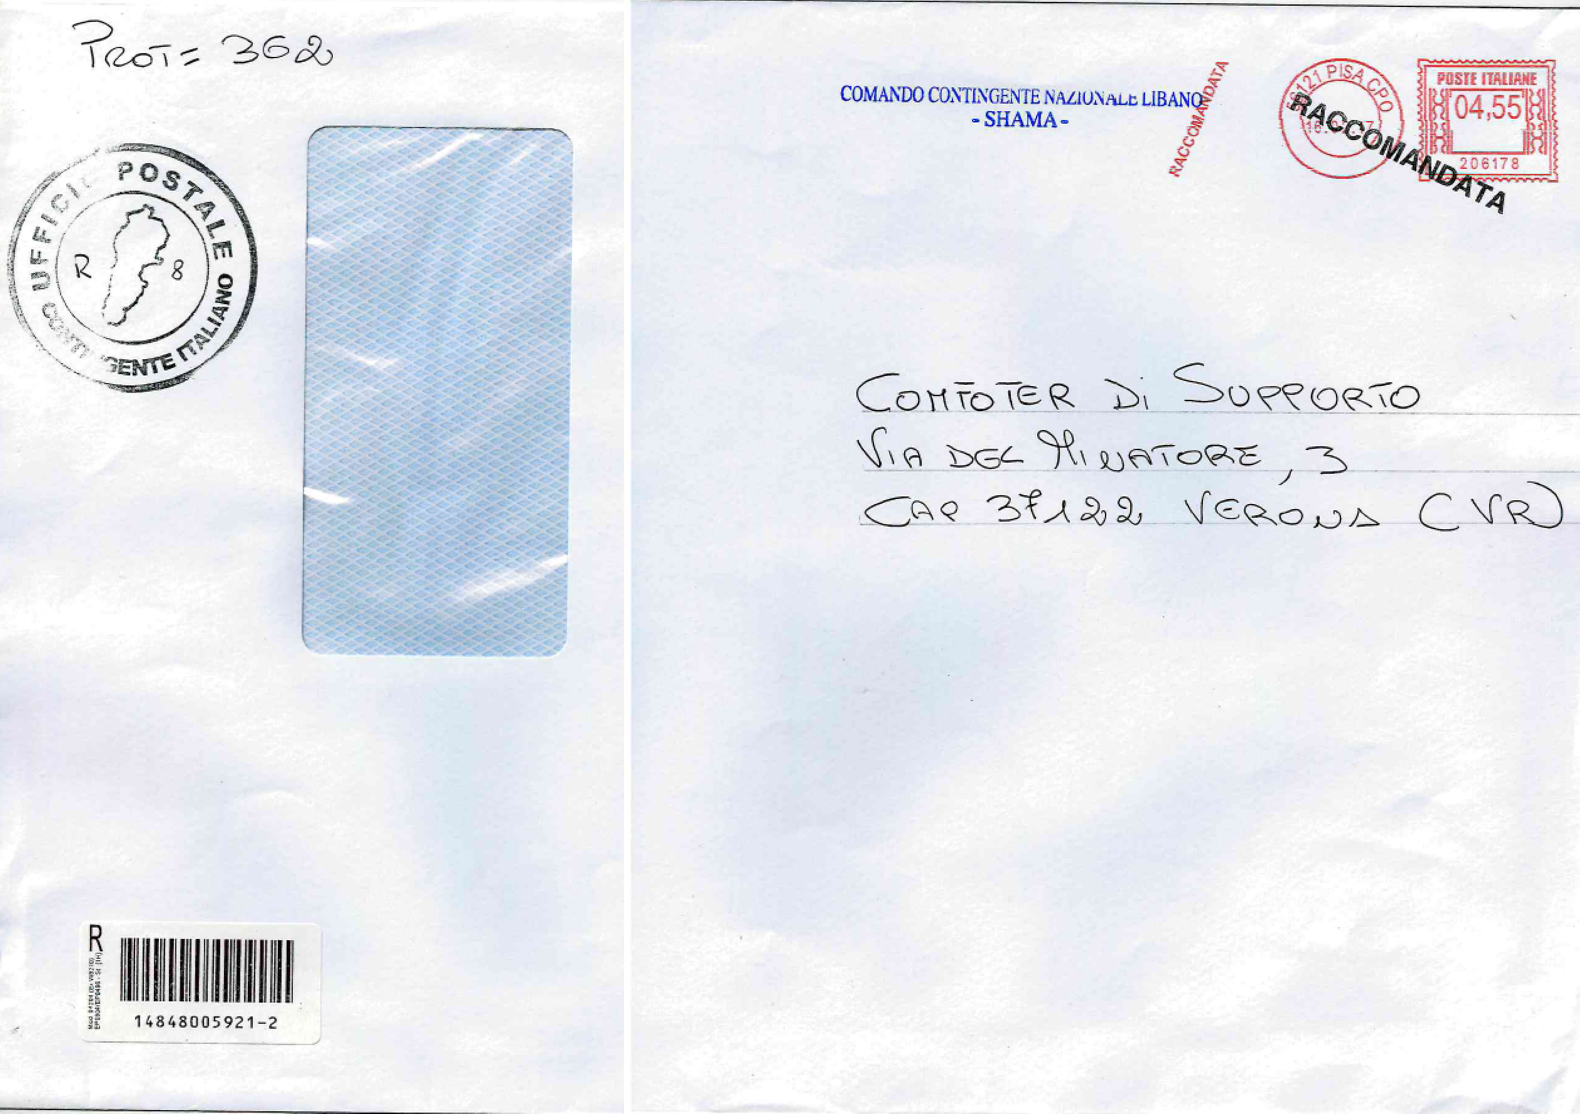 PROT= 362
UFFICIO POSTALE
R 8
CONTINGENTE ITALIANO
R
14848005921-2
COMANDO CONTINGENTE NAZIONALE LIBANO
- SHAMA -
RACCOMANDATA
56121 PISA CPO
RACCOMANDATA
POSTE ITALIANE
04,55
206178
COMFOTER Di SUPPORTO
VIA DEL MINATORE, 3
CAP 37122 VERONA (VR)